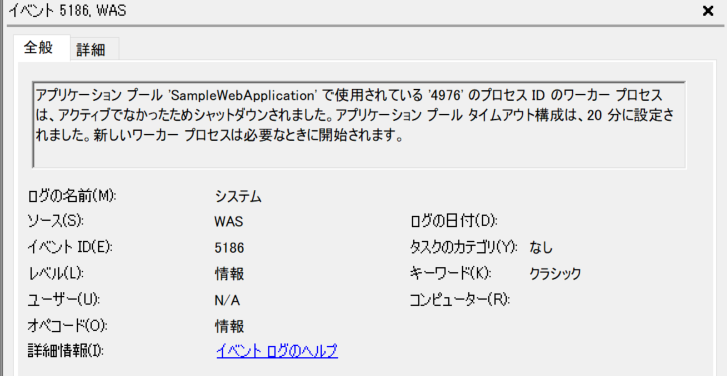 イベント 5186, WAS
全般 詳細
アプリケーション プール 'SampleWebApplication' で使用されている '4976' のプロセス ID のワーカー プロセス
は、アクティブでなかったためシャットダウンされました。アプリケーション プール タイムアウト構成は、20 分に設定さ
れました。新しいワーカー プロセスは必要なときに開始されます。
ログの名前(M): システム
ソース(S): WAS ログの日付(D):
イベント ID(E): 5186 タスクのカテゴリ(Y): なし
レベル(L): 情報 キーワード(K): クラシック
ユーザー(U): N/A コンピューター(R):
オペコード(O): 情報
詳細情報(I): イベント ログのヘルプ